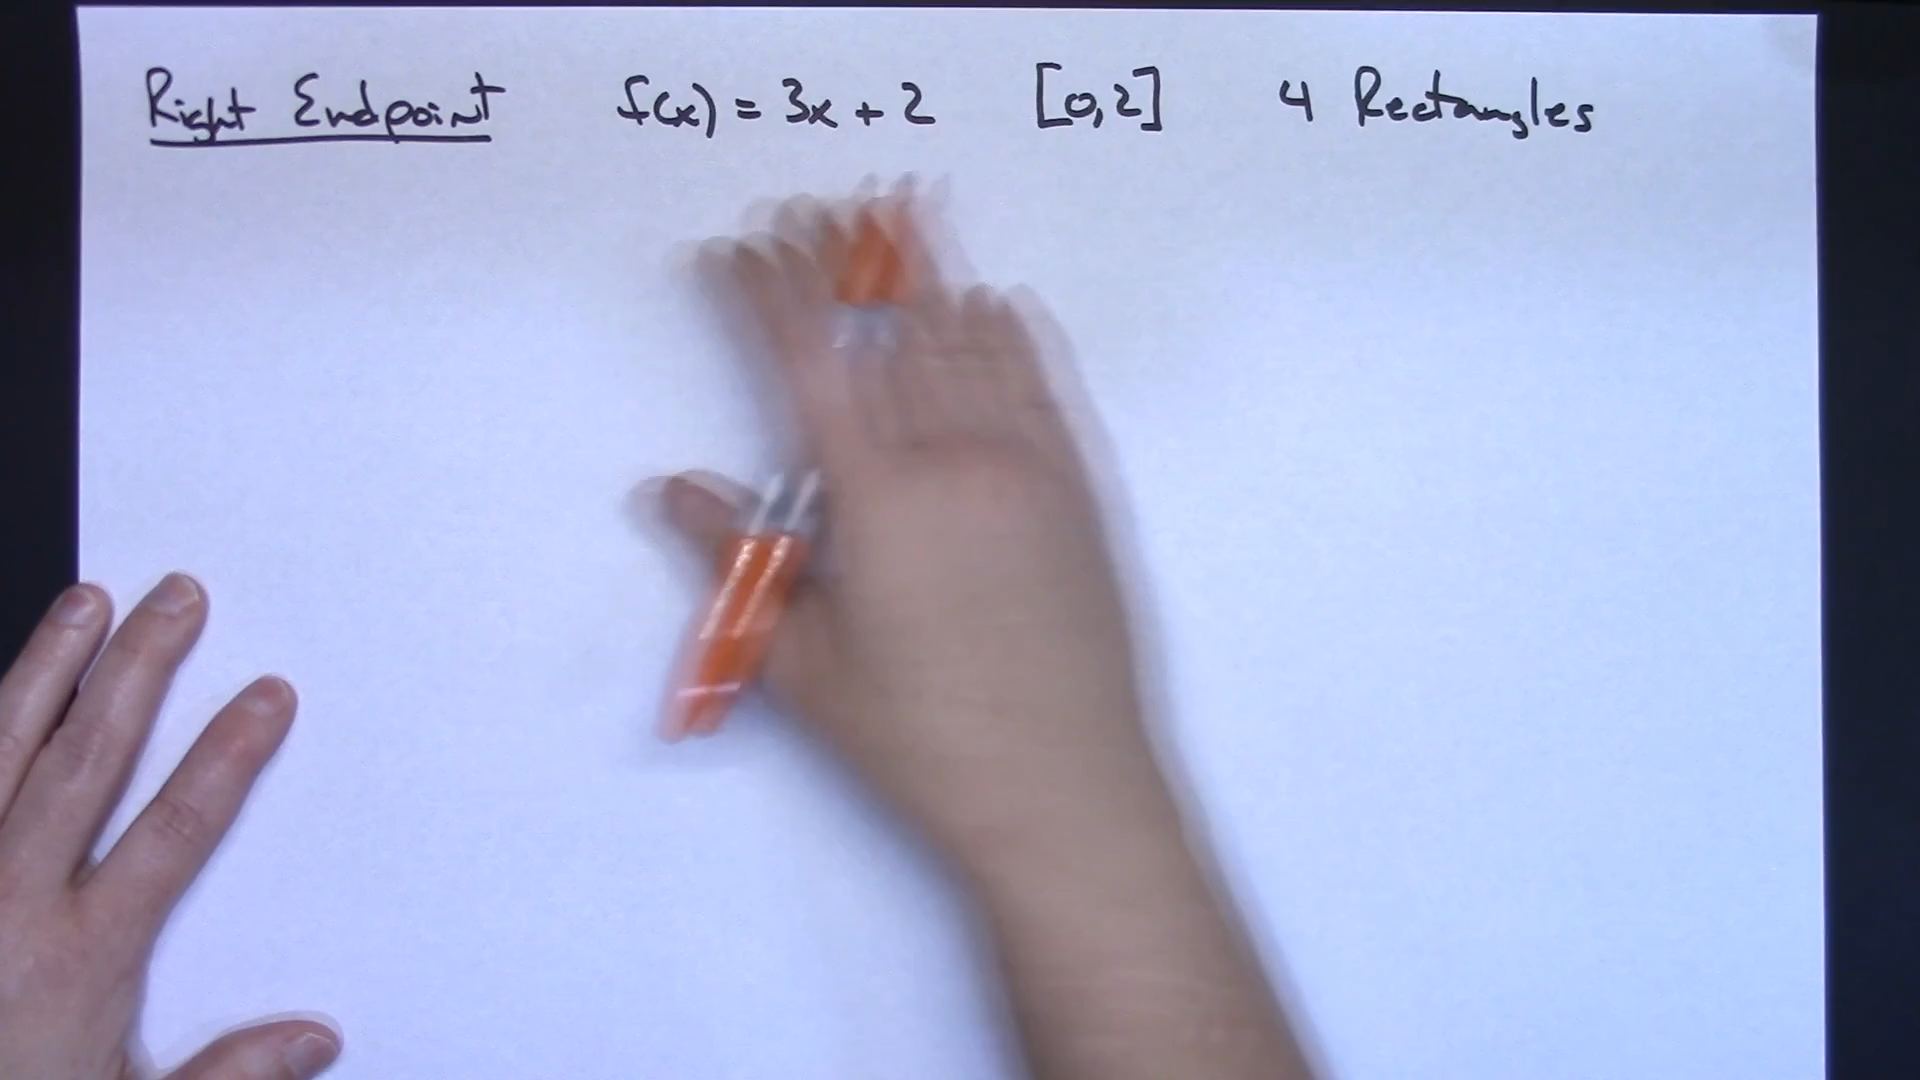 Right Endpoint f(x) = 3x + 2 [0,2] 4 Rectangles